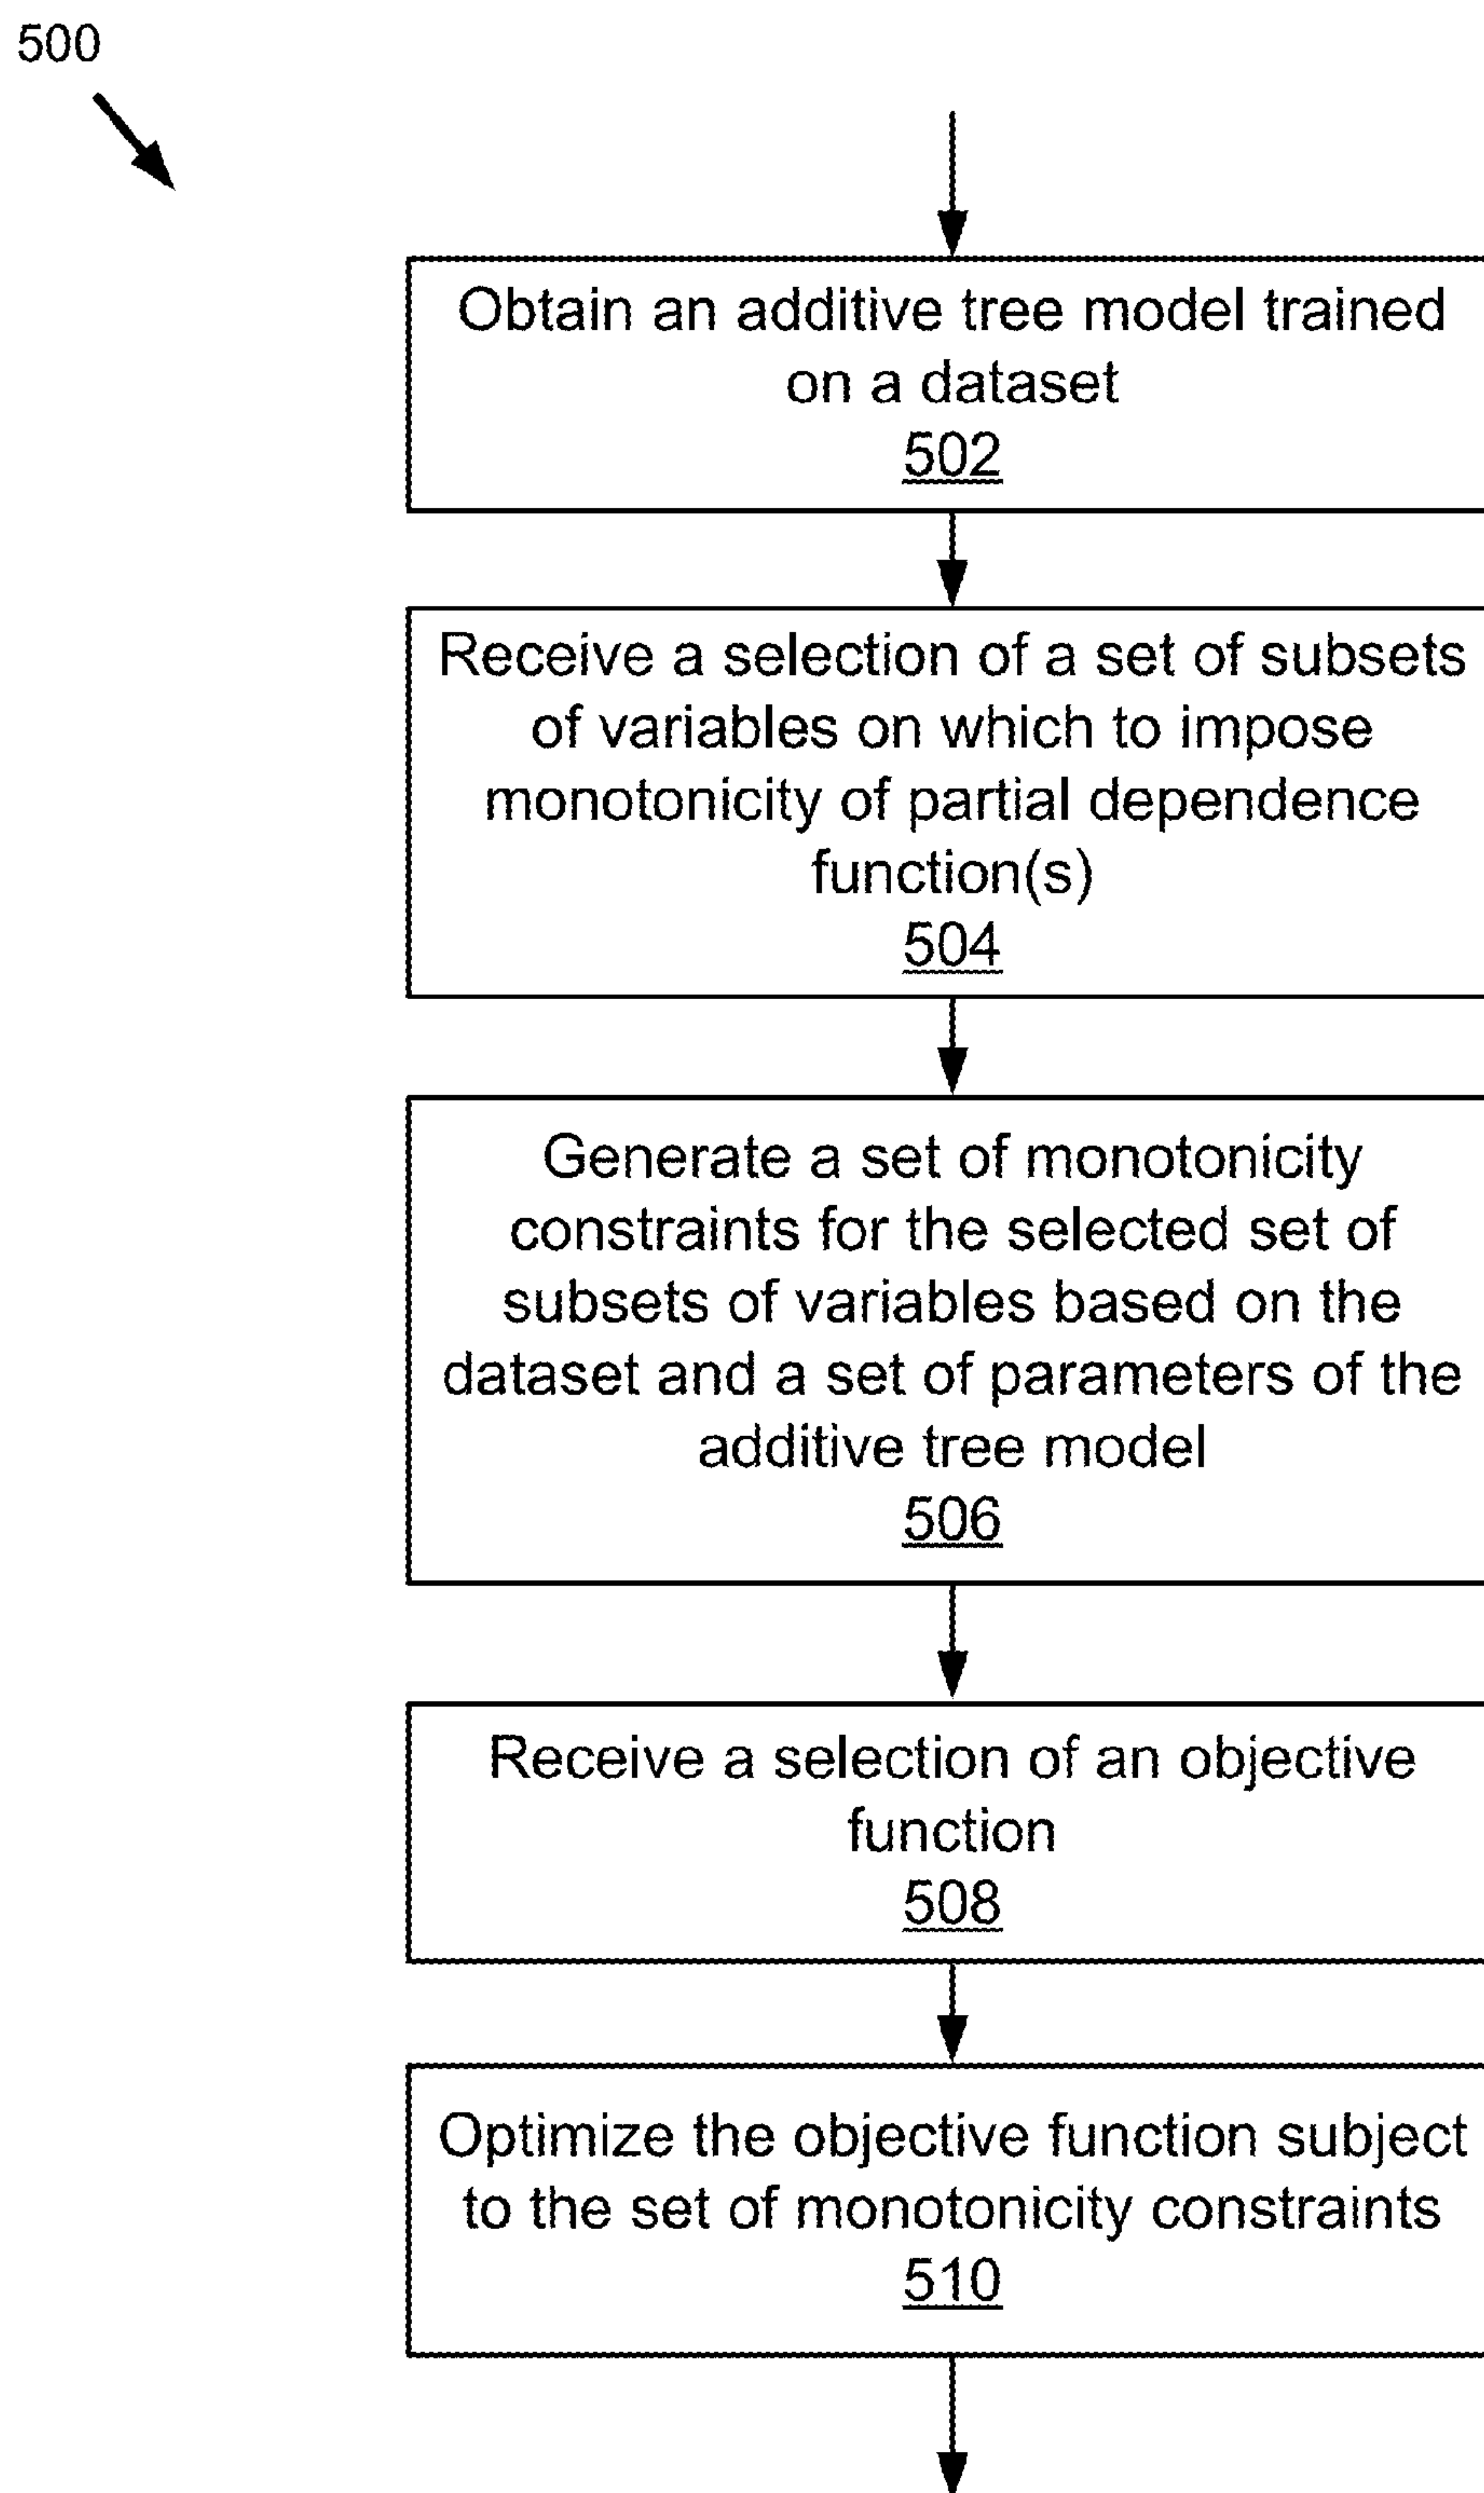 500
Obtain an additive tree model trained
on a dataset
502
Receive a selection of a set of subsets
of variables on which to impose
monotonicity of partial dependence
function(s)
504
Generate a set of monotonicity
constraints for the selected set of
subsets of variables based on the
dataset and a set of parameters of the
additive tree model
506
Receive a selection of an objective
function
508
Optimize the objective function subject
to the set of monotonicity constraints
510